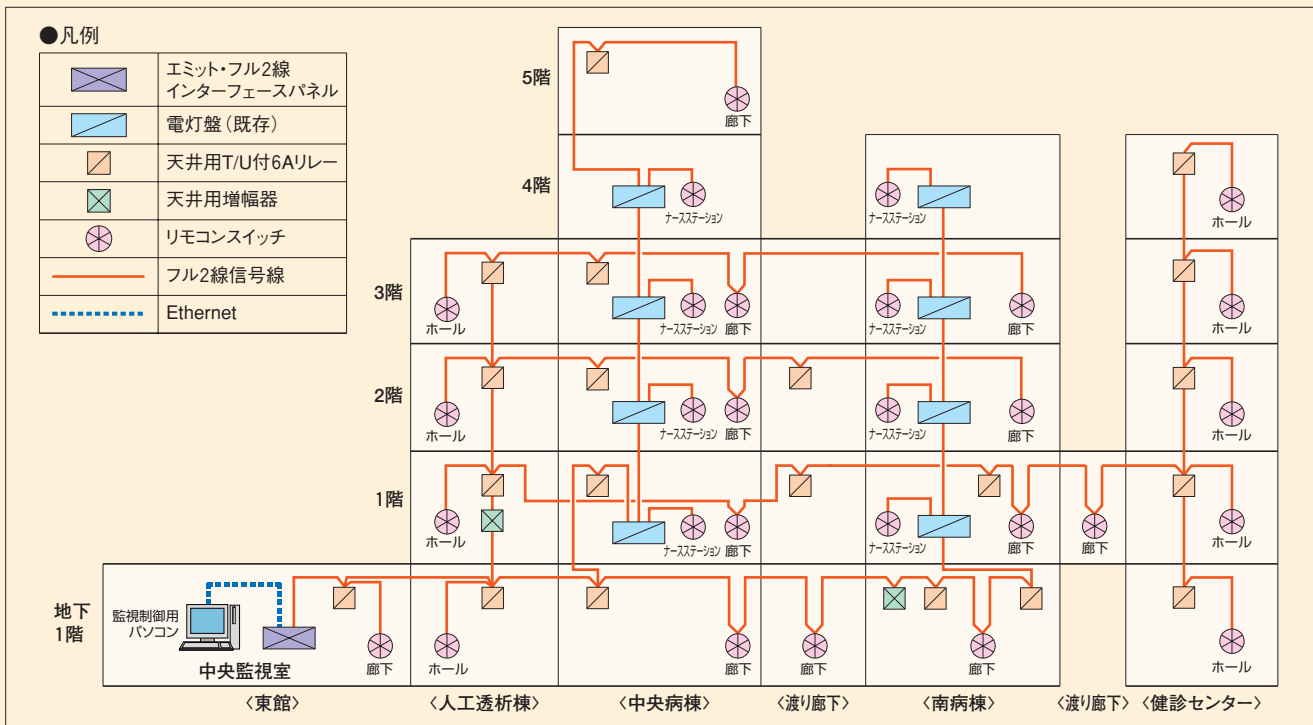 ●凡例
エミット・フル2線
インターフェースパネル
電灯盤（既存）
天井用T/U付6Aリレー
天井用増幅器
リモコンスイッチ
フル2線信号線
Ethernet
5階
廊下
4階
ナースステーション
ナースステーション
ホール
3階
ホール
ナースステーション
廊下
ナースステーション
廊下
ホール
2階
ホール
ナースステーション
廊下
ナースステーション
廊下
ホール
1階
ホール
ナースステーション
廊下
ナースステーション
廊下
廊下
ホール
地下
1階
監視制御用
パソコン
中央監視室
廊下
ホール
廊下
廊下
廊下
ホール
〈東館〉
〈人工透析棟〉
〈中央病棟〉
〈渡り廊下〉
〈南病棟〉
〈渡り廊下〉
〈健診センター〉